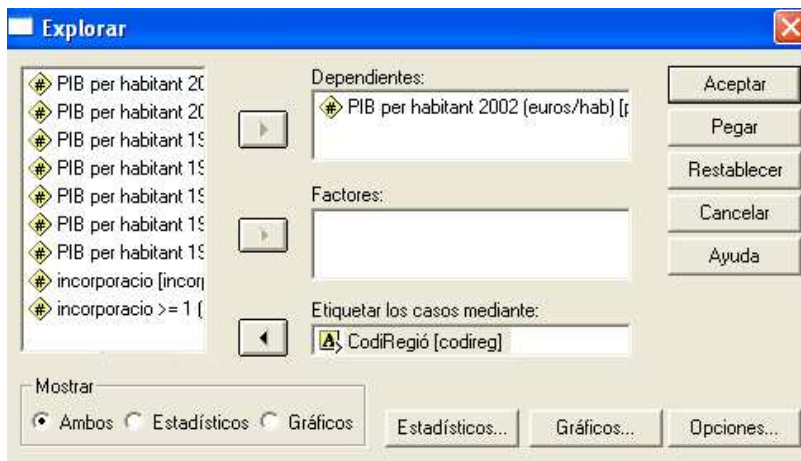 Explorar
PIB per habitant 20
PIB per habitant 20
PIB per habitant 19
PIB per habitant 19
PIB per habitant 19
PIB per habitant 19
PIB per habitant 19
incorporacio [incorp
incorporacio >= 1 (
Dependientes:
PIB per habitant 2002 (euros/hab) [p
Factores:
Etiquetar los casos mediante:
CodiRegió [codireg]
Aceptar
Pegar
Restablecer
Cancelar
Ayuda
Mostrar
Ambos Estadísticos Gráficos
Estadísticos... Gráficos... Opciones...